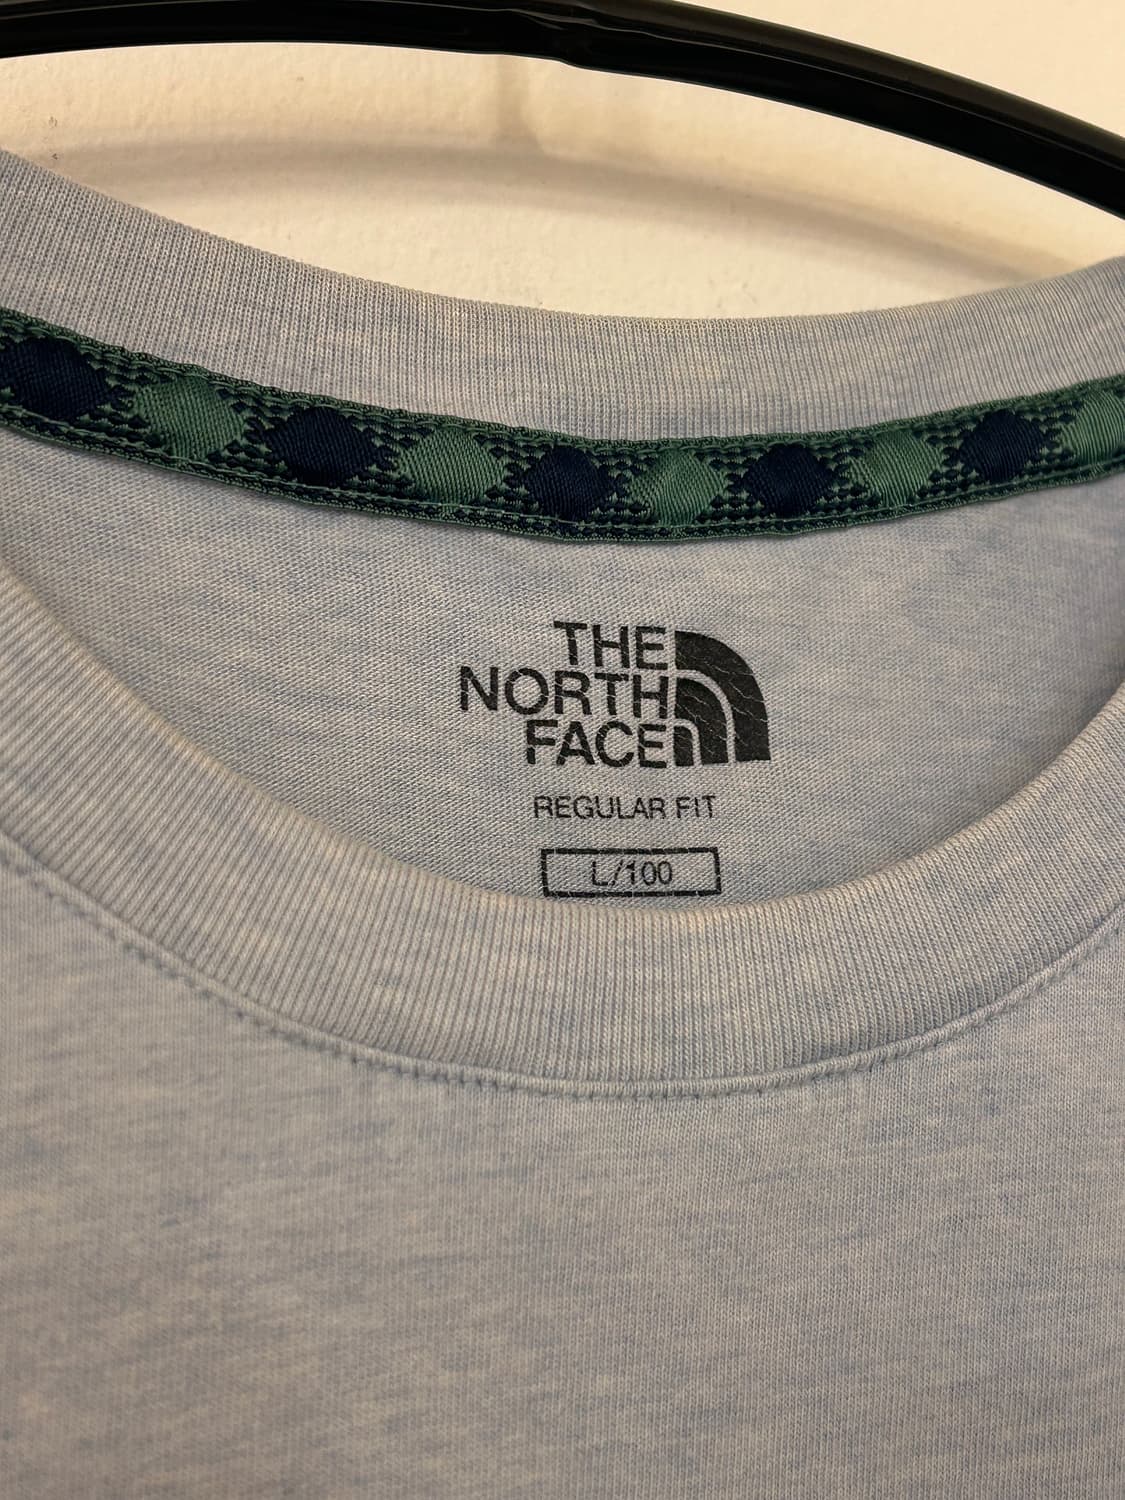 THE
NORTH
FACE
REGULAR FIT
L/100